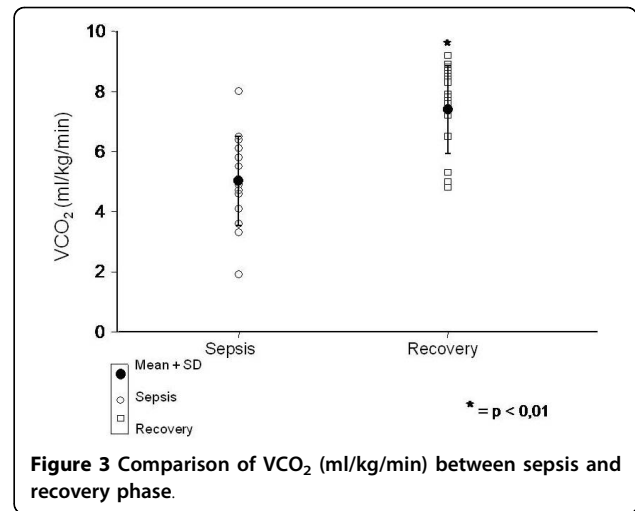 10
8
6
4
2
0
VCO₂ (ml/kg/min)
*
Sepsis
Recovery
Mean + SD
Sepsis
Recovery
* = p < 0,01
Figure 3 Comparison of VCO₂ (ml/kg/min) between sepsis and
recovery phase.